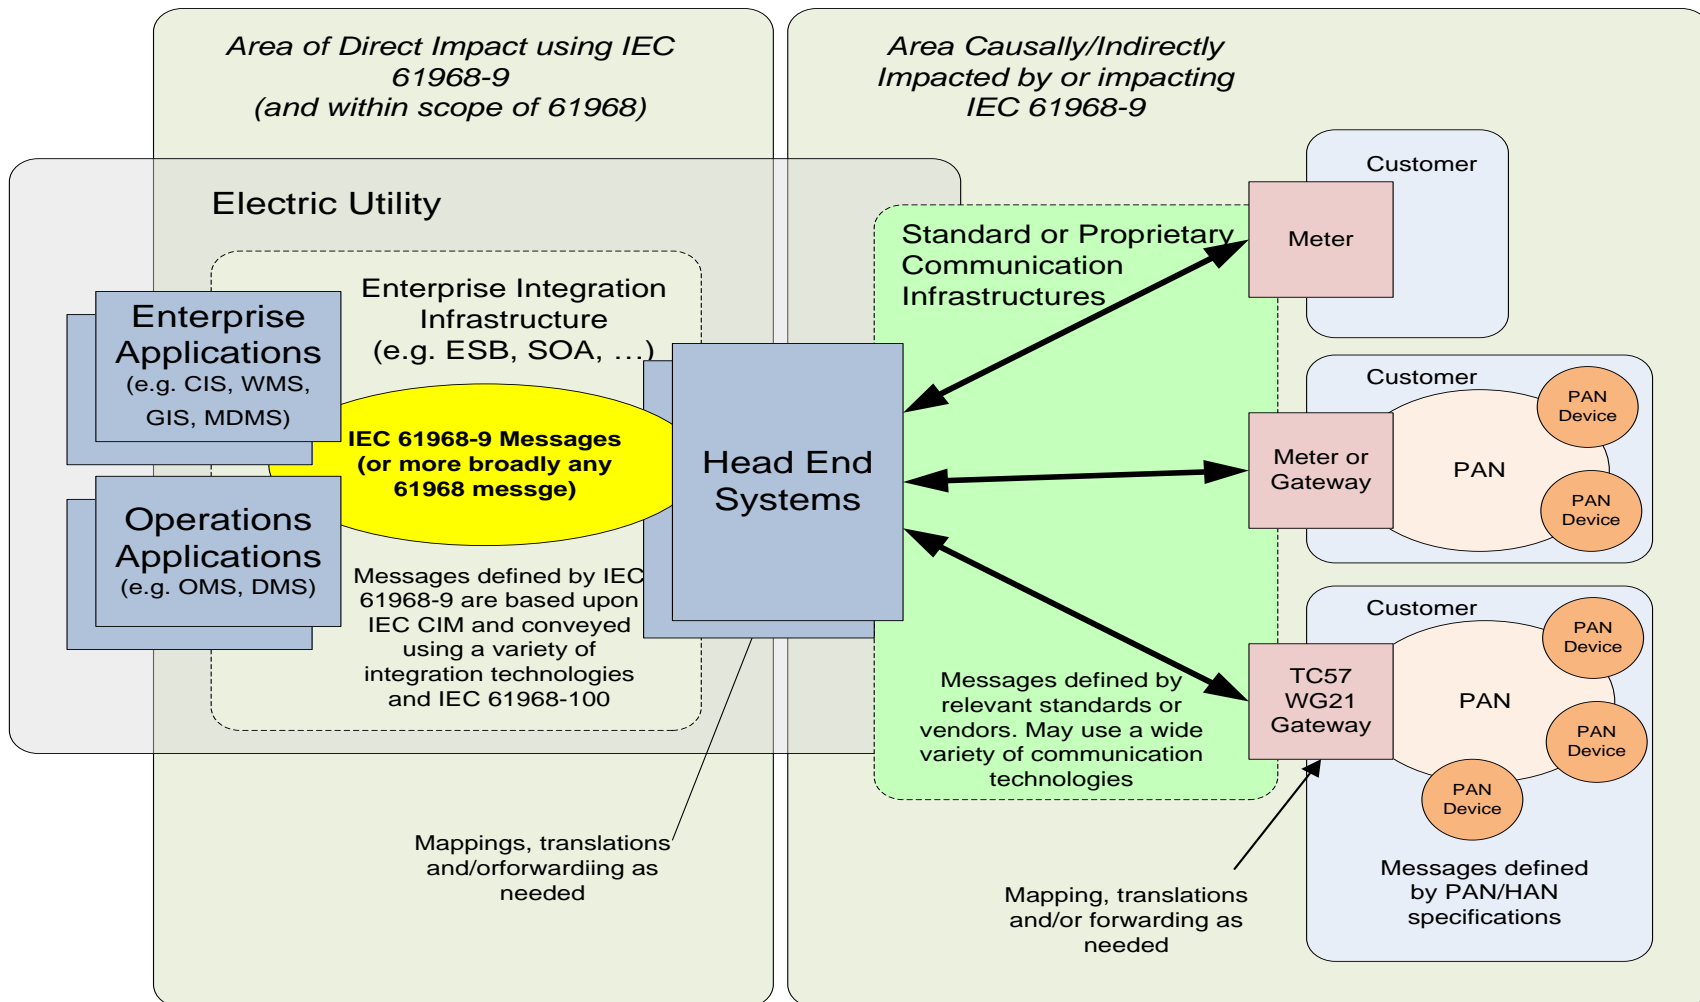 Area of Direct Impact using IEC
61968-9
(and within scope of 61968)
Area Causally/Indirectly
Impacted by or impacting
IEC 61968-9
Electric Utility
Enterprise Integration
Infrastructure
(e.g. ESB, SOA, …)
Enterprise
Applications
(e.g. CIS, WMS,
GIS, MDMS)
IEC 61968-9 Messages
(or more broadly any
61968 messge)
Operations
Applications
(e.g. OMS, DMS)
Messages defined by IEC
61968-9 are based upon
IEC CIM and conveyed
using a variety of
integration technologies
and IEC 61968-100
Head End
Systems
Mappings, translations
and/orforwardiing as
needed
Standard or Proprietary
Communication
Infrastructures
Messages defined by
relevant standards or
vendors. May use a wide
variety of communication
technologies
Customer
Meter
Customer
Meter or
Gateway
PAN
PAN
Device
PAN
Device
Customer
TC57
WG21
Gateway
PAN
PAN
Device
PAN
Device
PAN
Device
Mapping, translations
and/or forwarding as
needed
Messages defined
by PAN/HAN
specifications